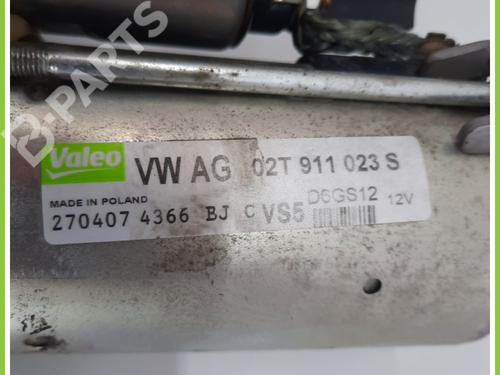 B-PARTS
Valeo VW AG 02T 911 023 S
MADE IN POLAND D6GS12 12V
270407 4366 BJ C VS5